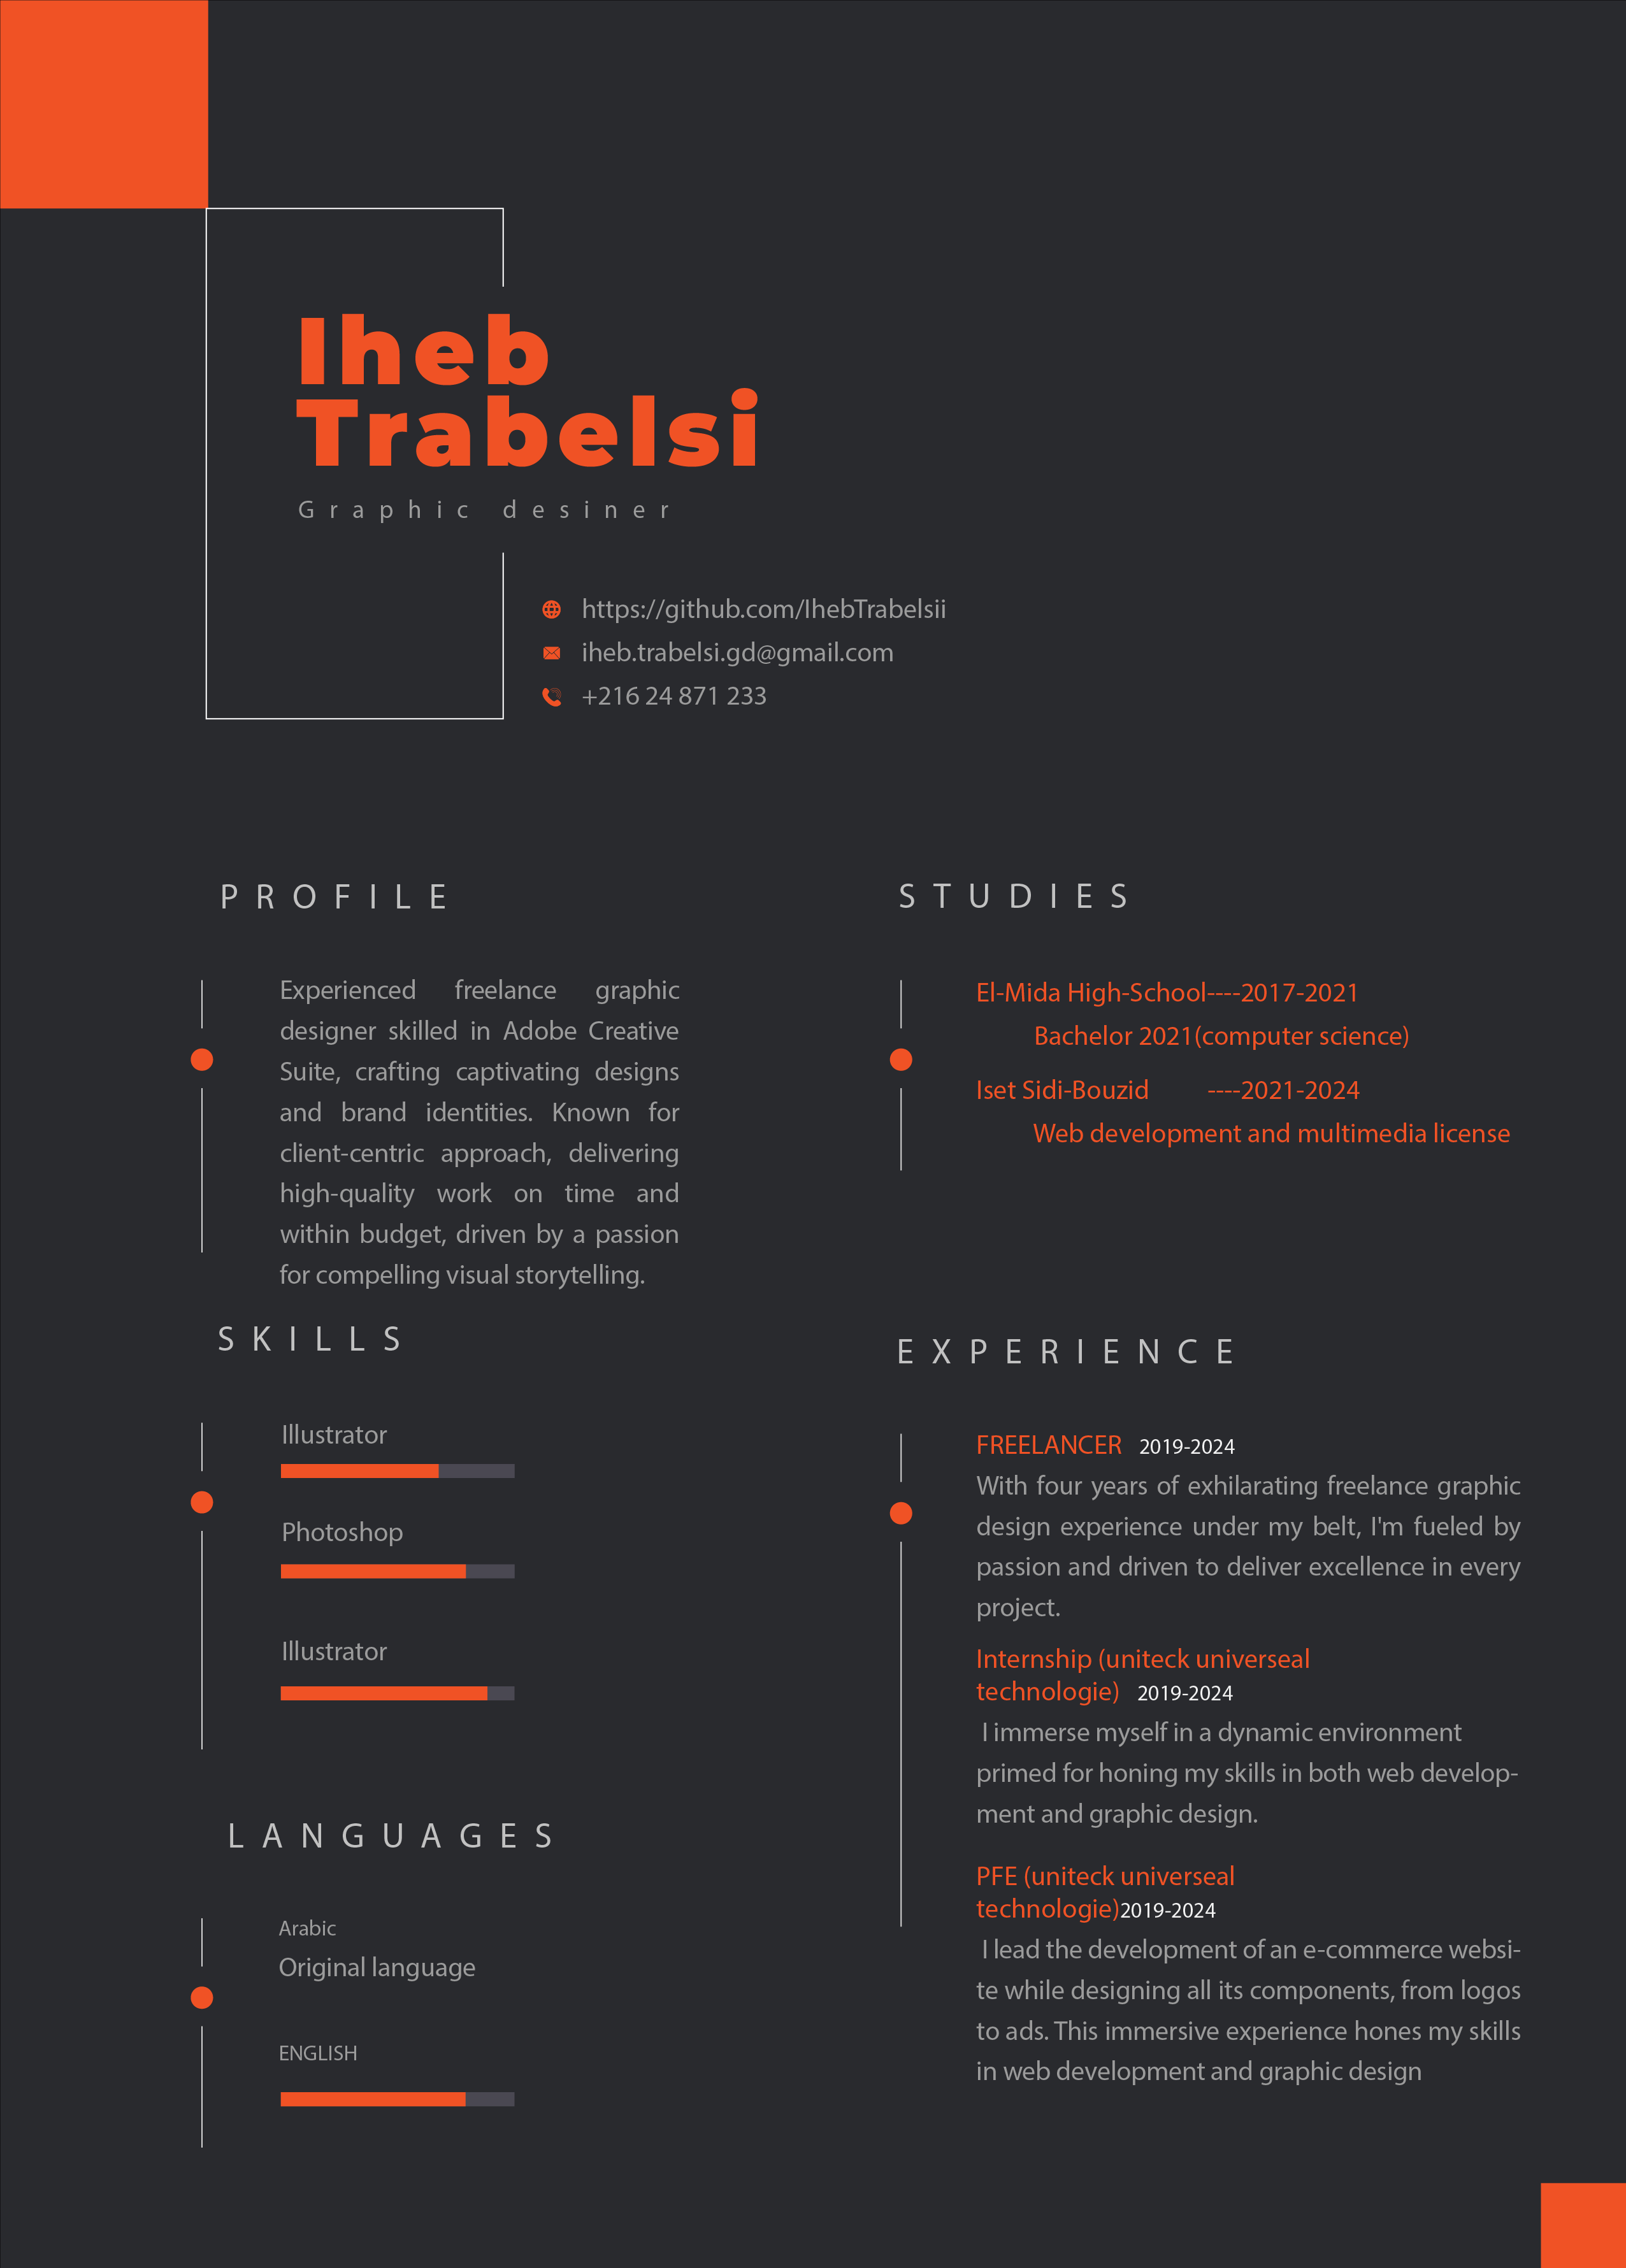 Iheb
Trabelsi
Graphic desiner
https://github.com/IhebTrabelsii
iheb.trabelsi.gd@gmail.com
+216 24 871 233
PROFILE
Experienced freelance graphic
designer skilled in Adobe Creative
Suite, crafting captivating designs
and brand identities. Known for
client-centric approach, delivering
high-quality work on time and
within budget, driven by a passion
for compelling visual storytelling.
SKILLS
Illustrator
Photoshop
Illustrator
LANGUAGES
Arabic
Original language
ENGLISH
STUDIES
El-Mida High-School----2017-2021
Bachelor 2021(computer science)
Iset Sidi-Bouzid ----2021-2024
Web development and multimedia license
EXPERIENCE
FREELANCER 2019-2024
With four years of exhilarating freelance graphic
design experience under my belt, I'm fueled by
passion and driven to deliver excellence in every
project.
Internship (uniteck universeal
technologie) 2019-2024
I immerse myself in a dynamic environment
primed for honing my skills in both web develop-
ment and graphic design.
PFE (uniteck universeal
technologie)2019-2024
I lead the development of an e-commerce websi-
te while designing all its components, from logos
to ads. This immersive experience hones my skills
in web development and graphic design